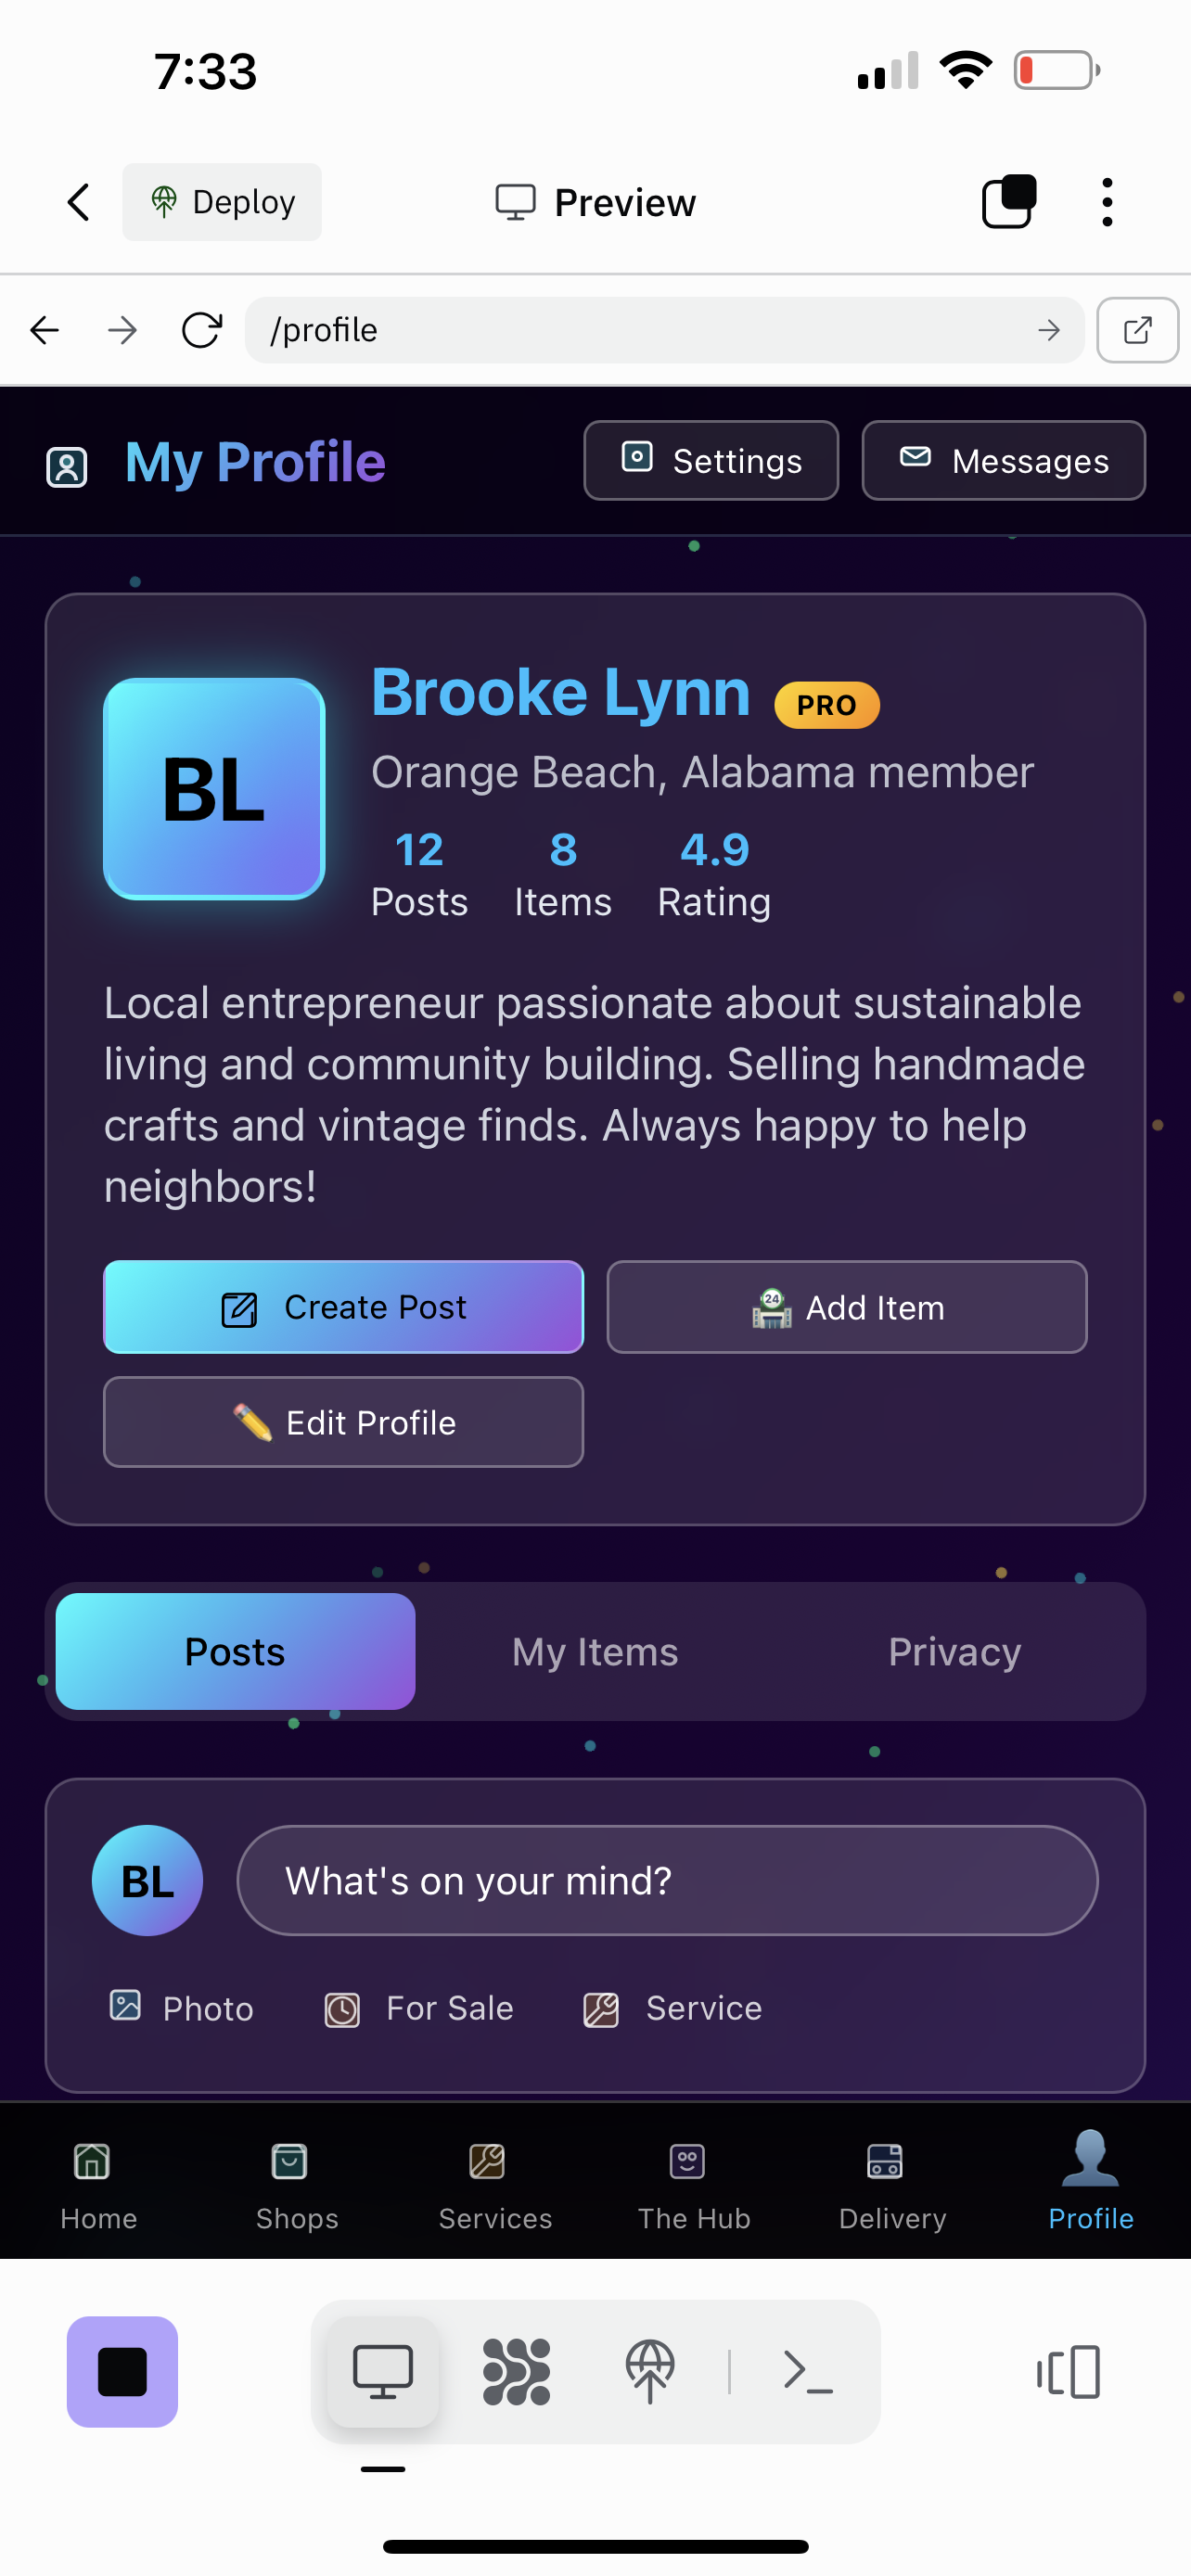 7:33
Deploy
Preview
/profile
My Profile
Settings
Messages
BL
Brooke Lynn PRO
Orange Beach, Alabama member
12 8 4.9
Posts Items Rating
Local entrepreneur passionate about sustainable
living and community building. Selling handmade
crafts and vintage finds. Always happy to help
neighbors!
Create Post
24 Add Item
Edit Profile
Posts My Items Privacy
BL What's on your mind?
Photo For Sale Service
Home Shops Services The Hub Delivery Profile